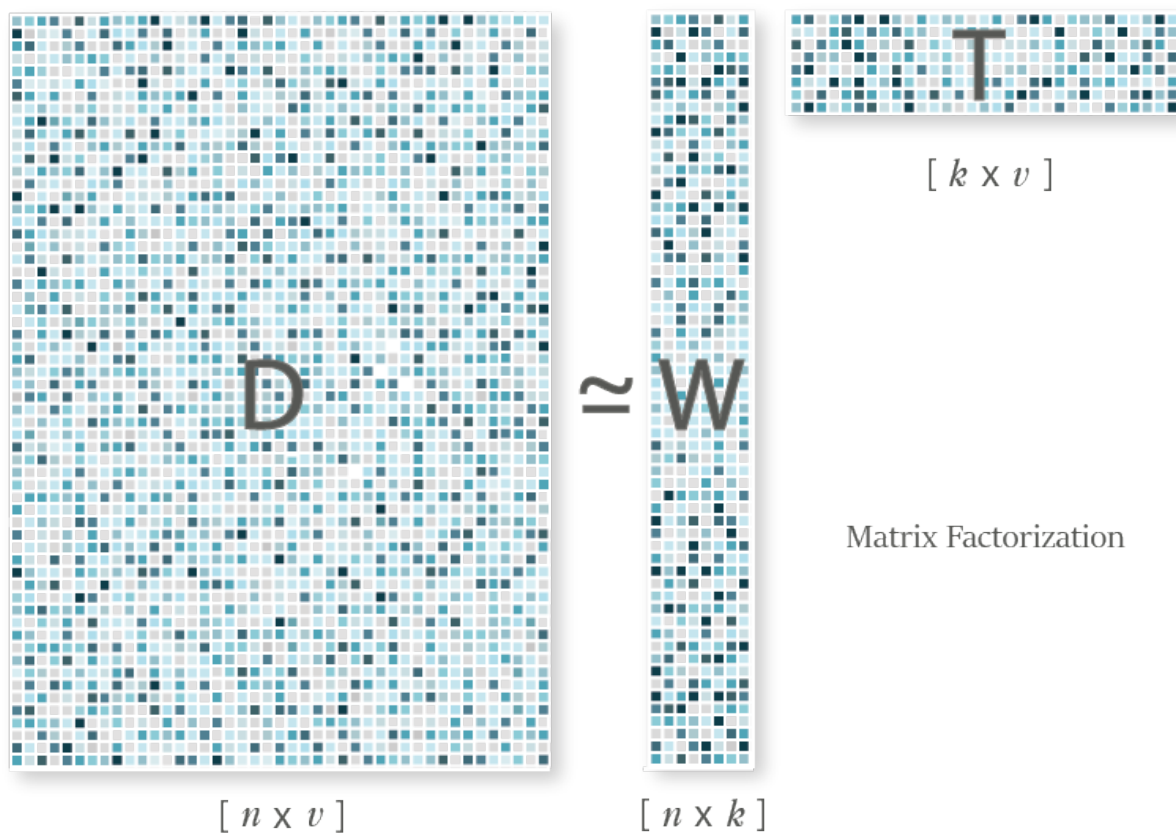 D
≃
W
T
[ k x v ]
Matrix Factorization
[ n x v ]
[ n x k ]